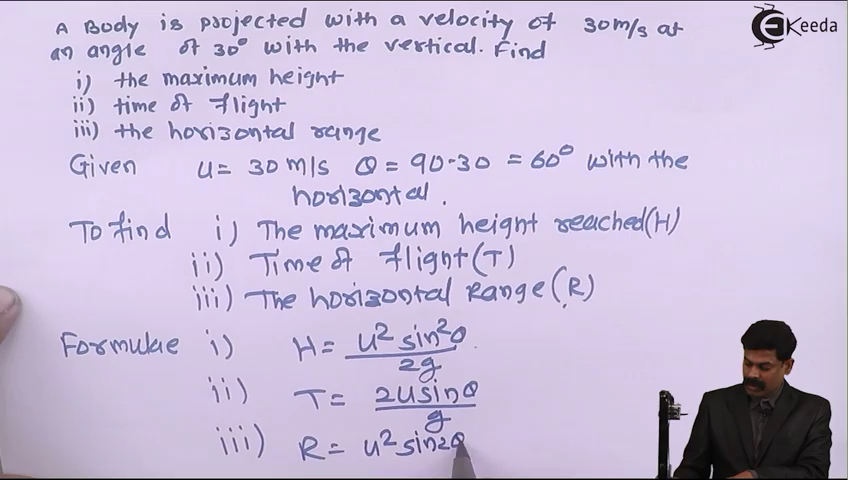 A Body is projected with a velocity of 30m/s at
an angle of 30° with the vertical. Find
i) the maximum height
ii) time of flight
iii) the horizontal range
Given u= 30 m/s θ = 90-30 = 60° with the
horizontal.
To find i) The maximum height reached(H)
ii) Time of flight(T)
iii) The horizontal Range(R)
Formulae i) H= u² sin²θ / 2g
ii) T= 2usinθ / g
iii) R= u² sin2θ
eKeeda